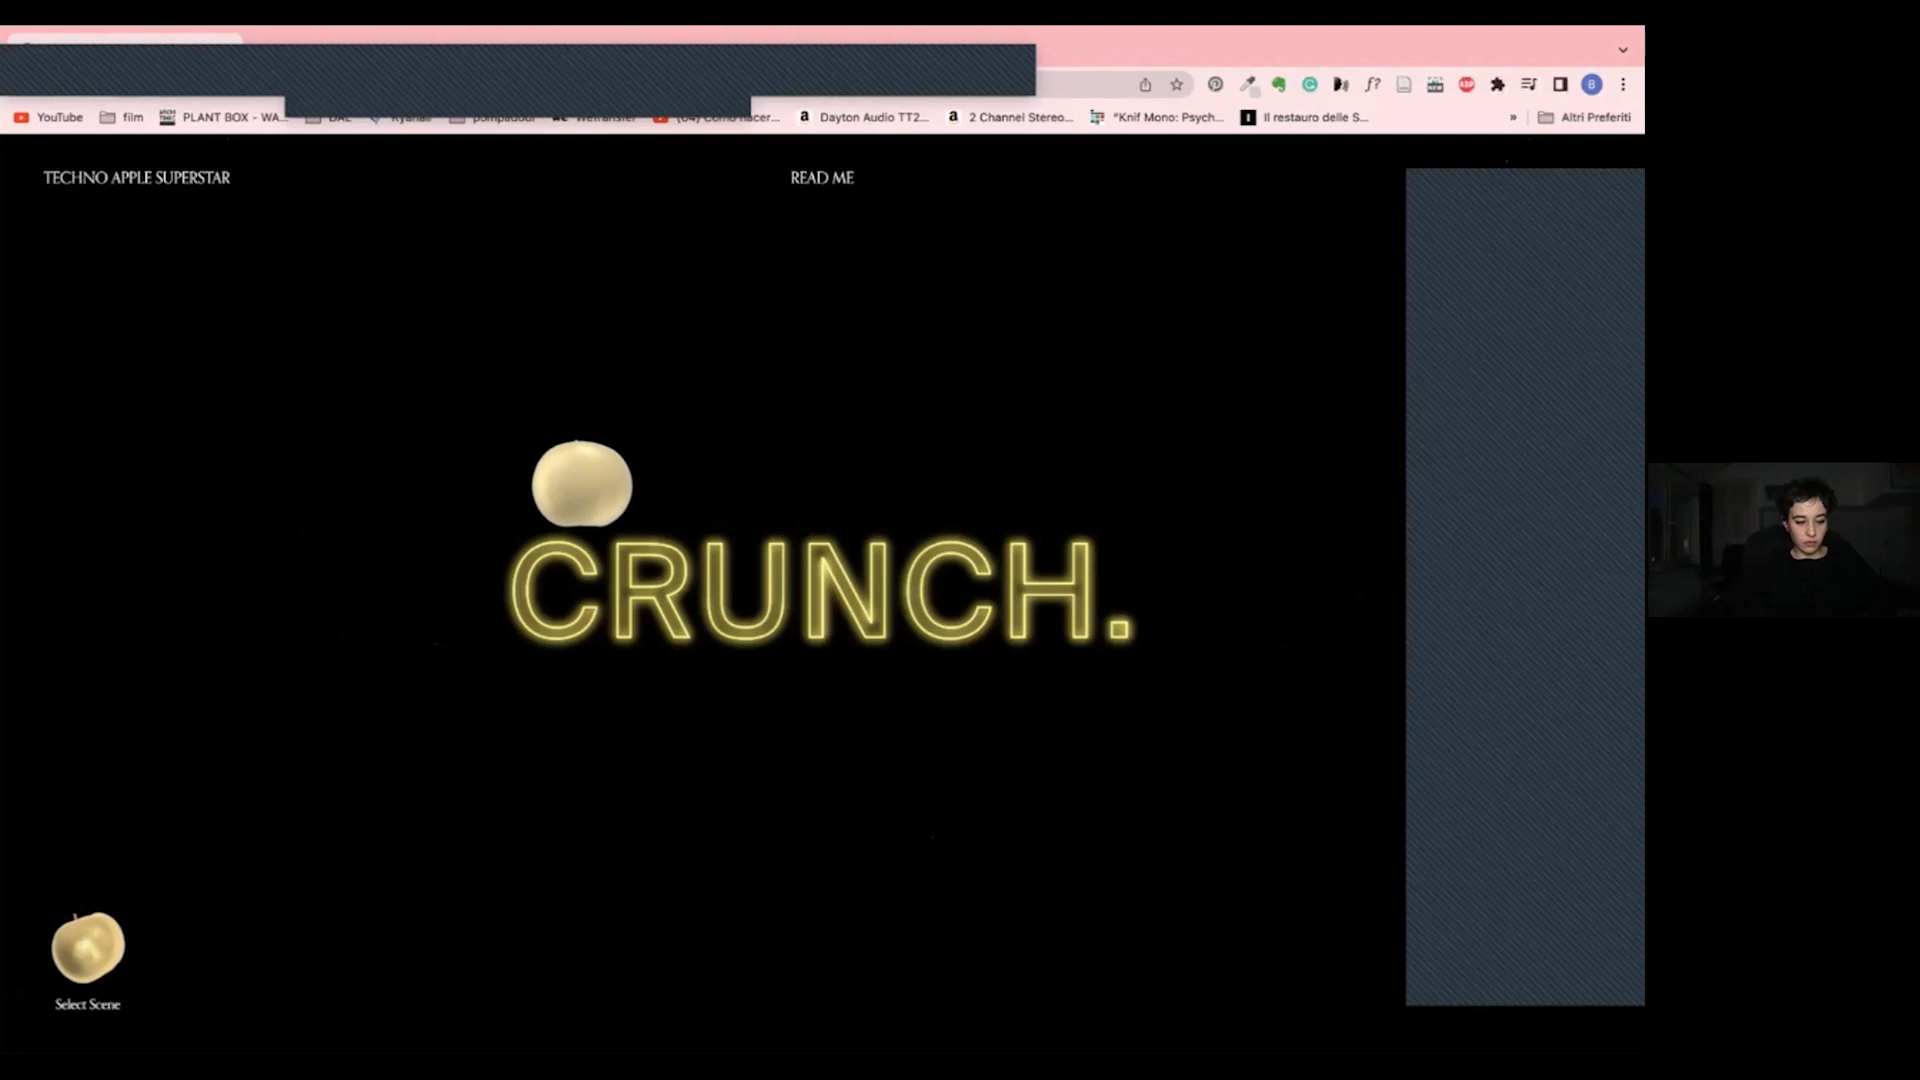 YouTube film PLANT BOX - WA... Dayton Audio TT2... 2 Channel Stereo... "Knif Mono: Psych... Il restauro delle S... » Altri Preferiti
TECHNO APPLE SUPERSTAR
READ ME
CRUNCH.
Select Scene